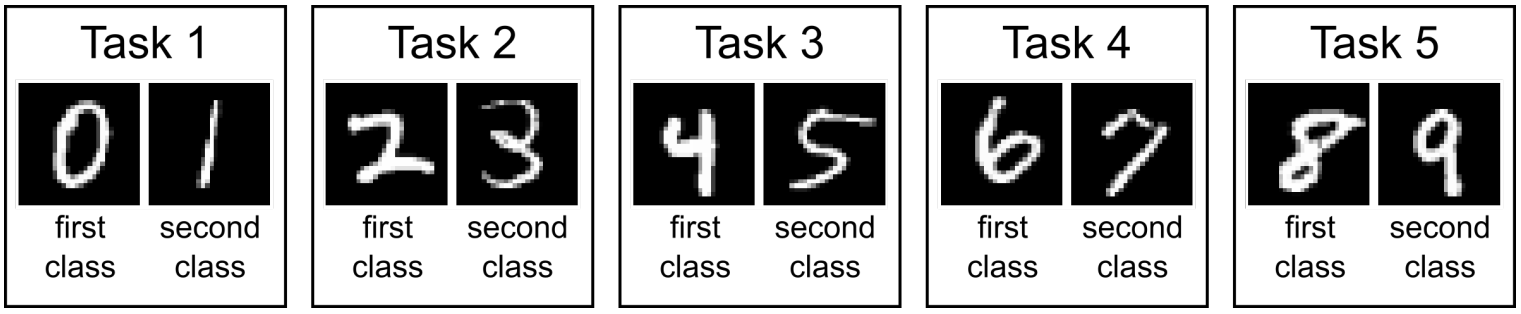 Task 1
0 1
first second
class class
Task 2
2 3
first second
class class
Task 3
4 5
first second
class class
Task 4
6 7
first second
class class
Task 5
8 9
first second
class class